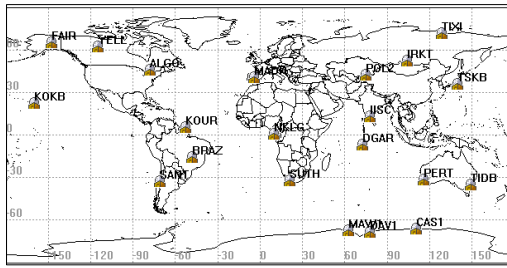 TIXI
FAIR
YELL
IRKT
ALGO
MADR
POL2
TSKB
30
KOKB
IISC
KOUR
NKLG
0
DGAR
BRAZ
SANT
SUTH
PERT
TIDB
-30
-60
MAW1
DAV1
CAS1
-150 -120 -90 -60 -30 0 30 60 90 120 150